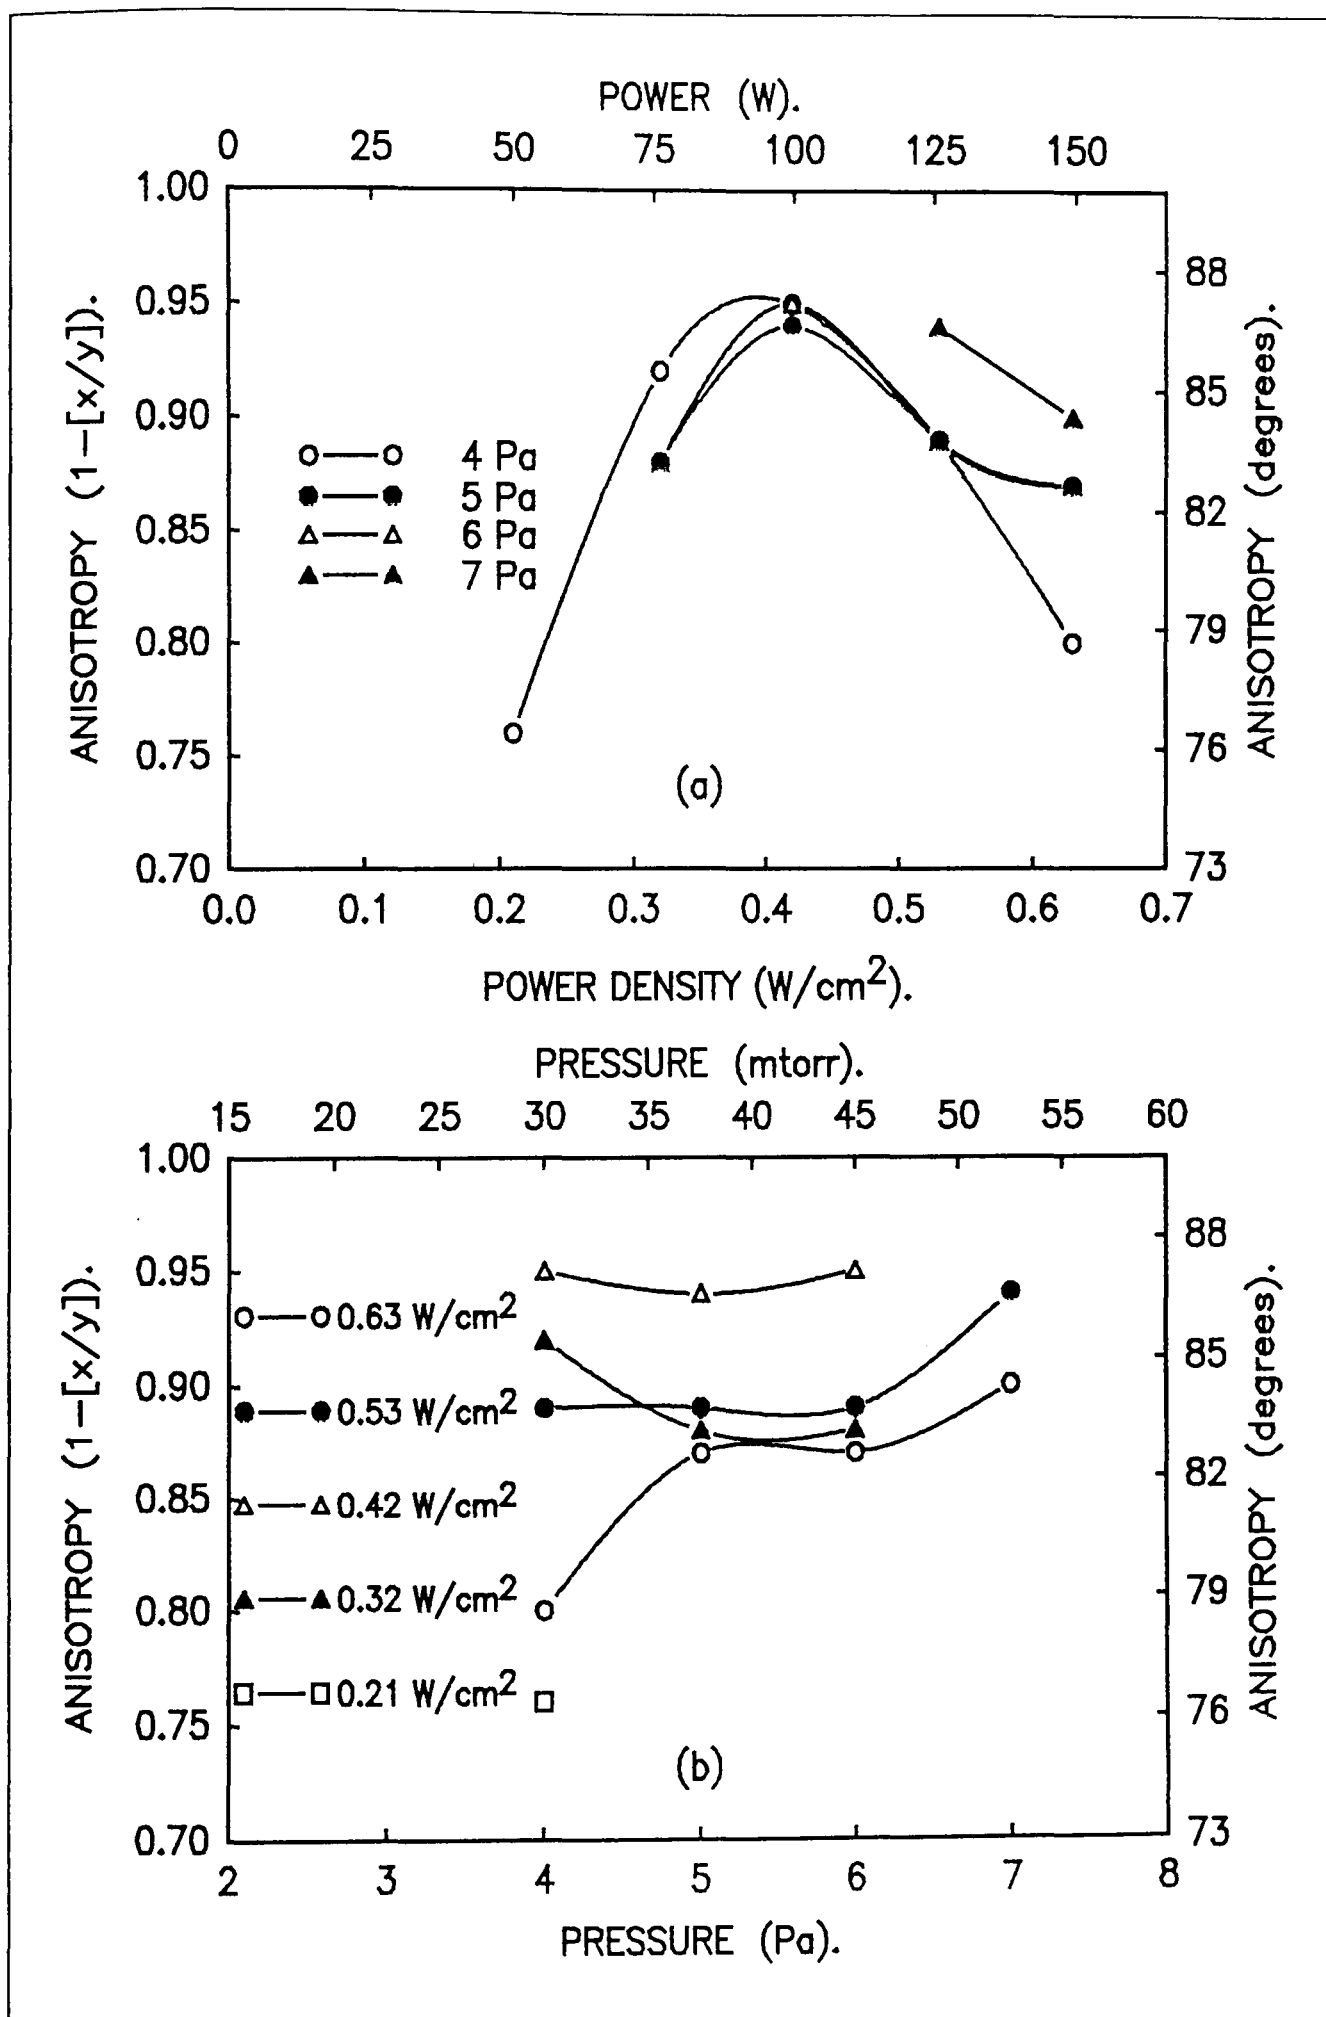 POWER (W).
0 25 50 75 100 125 150
1.00
0.95
0.90
0.85
0.80
0.75
0.70
ANISOTROPY (1-[x/y]).
88
85
82
79
76
73
ANISOTROPY (degrees).
4 Pa
5 Pa
6 Pa
7 Pa
(a)
0.0 0.1 0.2 0.3 0.4 0.5 0.6 0.7
POWER DENSITY (W/cm²).
PRESSURE (mtorr).
15 20 25 30 35 40 45 50 55 60
1.00
0.95
0.90
0.85
0.80
0.75
0.70
ANISOTROPY (1-[x/y]).
88
85
82
79
76
73
ANISOTROPY (degrees).
0.63 W/cm²
0.53 W/cm²
0.42 W/cm²
0.32 W/cm²
0.21 W/cm²
(b)
2 3 4 5 6 7 8
PRESSURE (Pa).